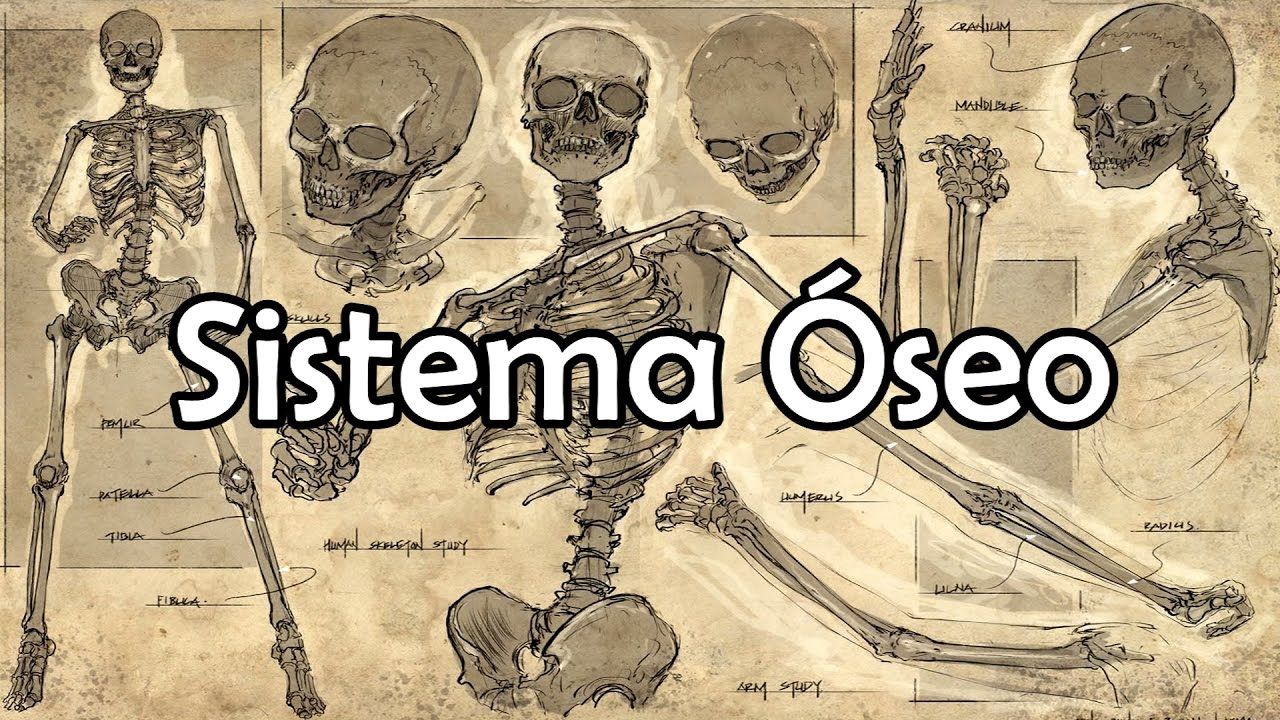 CRANIUM
MANDIBLE
SKULLS
Sistema Óseo
FEMUR
PATELLA
TIBIA
FIBULA
HUMAN SKELETON STUDY
HUMERUS
RADIUS
ULNA
ARM STUDY